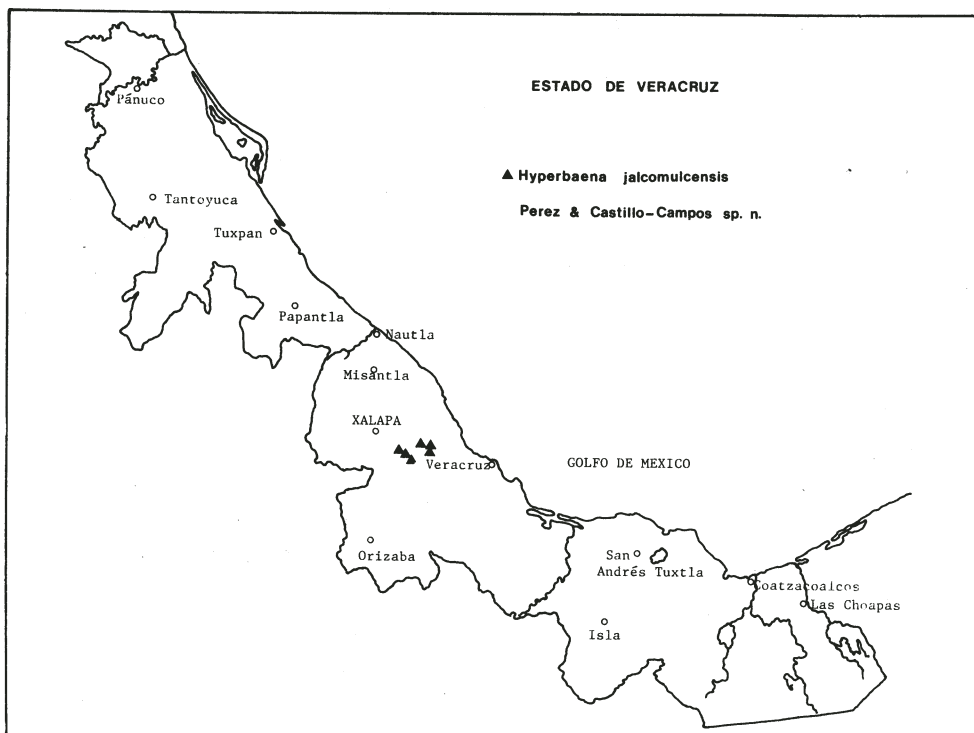 ESTADO DE VERACRUZ
Pánuco
▲ Hyperbaena jalcomulcensis
Perez & Castillo-Campos sp. n.
Tantoyuca
Tuxpan
Papantla
Nautla
Misantla
XALAPA
Veracruz
GOLFO DE MEXICO
Orizaba
San
Andrés Tuxtla
Coatzacoalcos
Las Choapas
Isla